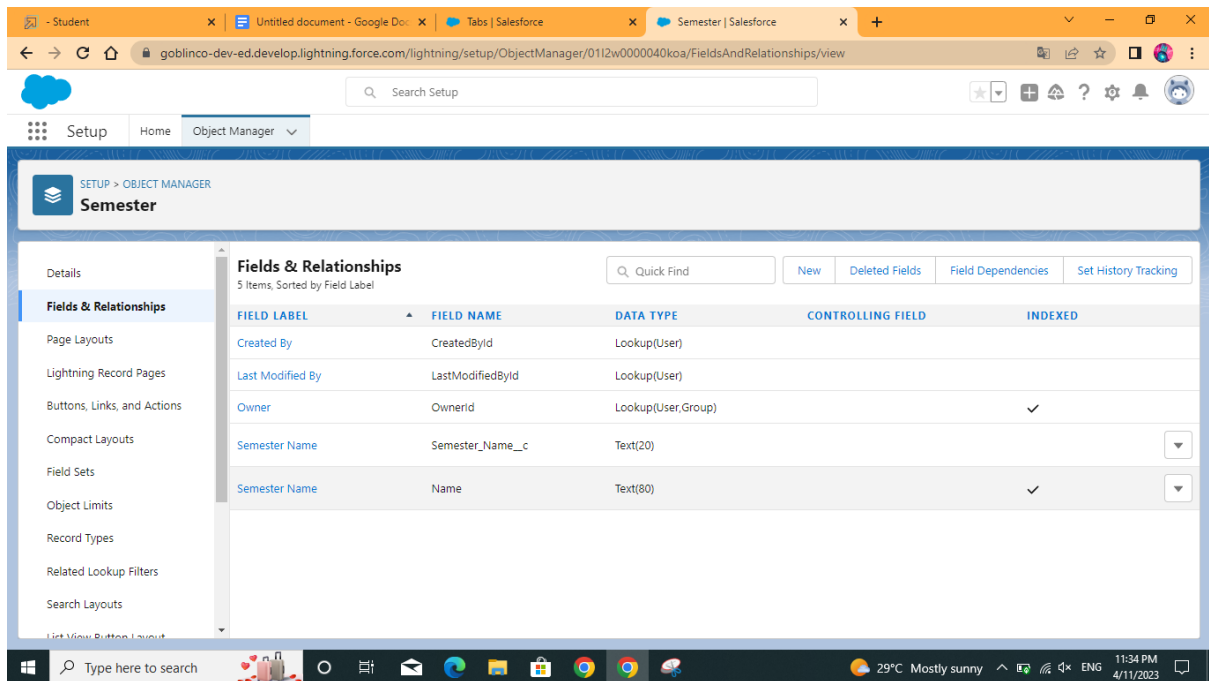 - Student
Untitled document - Google Doc
Tabs | Salesforce
Semester | Salesforce
goblinco-dev-ed.develop.lightning.force.com/lightning/setup/ObjectManager/01I2w0000040koa/FieldsAndRelationships/view
Search Setup
Setup
Home
Object Manager
SETUP > OBJECT MANAGER
Semester
Details
Fields & Relationships
Page Layouts
Lightning Record Pages
Buttons, Links, and Actions
Compact Layouts
Field Sets
Object Limits
Record Types
Related Lookup Filters
Search Layouts
List View Button Layout
Fields & Relationships
5 Items, Sorted by Field Label
Quick Find
New
Deleted Fields
Field Dependencies
Set History Tracking
FIELD LABEL FIELD NAME DATA TYPE CONTROLLING FIELD INDEXED
Created By CreatedById Lookup(User)
Last Modified By LastModifiedById Lookup(User)
Owner OwnerId Lookup(User,Group)
Semester Name Semester_Name__c Text(20)
Semester Name Name Text(80)
Type here to search
29°C Mostly sunny
ENG
11:34 PM
4/11/2023